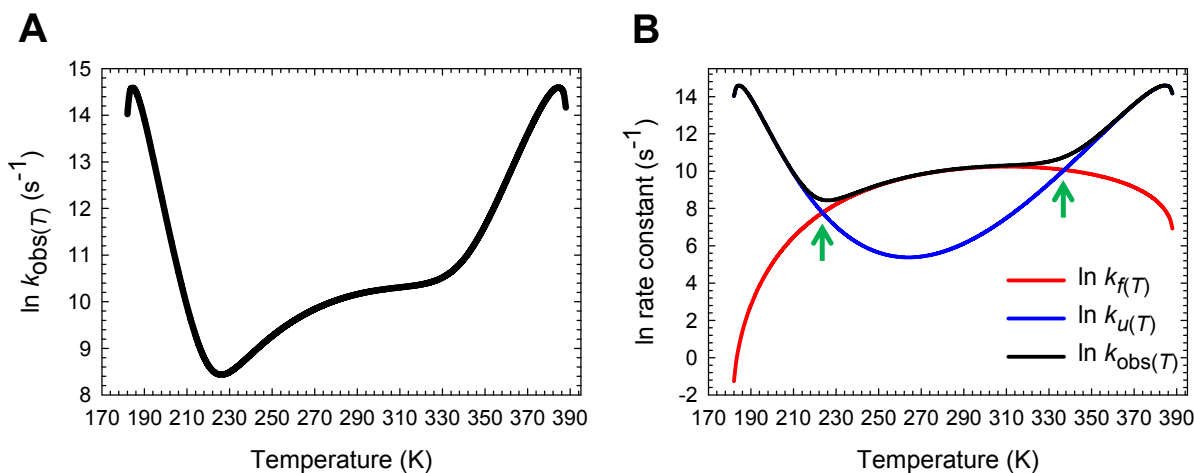 A
15
14
13
12
11
10
9
8
170 190 210 230 250 270 290 310 330 350 370 390
ln kobs(T) (s⁻¹)
Temperature (K)
B
14
12
10
8
6
4
2
0
-2
170 190 210 230 250 270 290 310 330 350 370 390
ln rate constant (s⁻¹)
Temperature (K)
ln kf(T)
ln ku(T)
ln kobs(T)